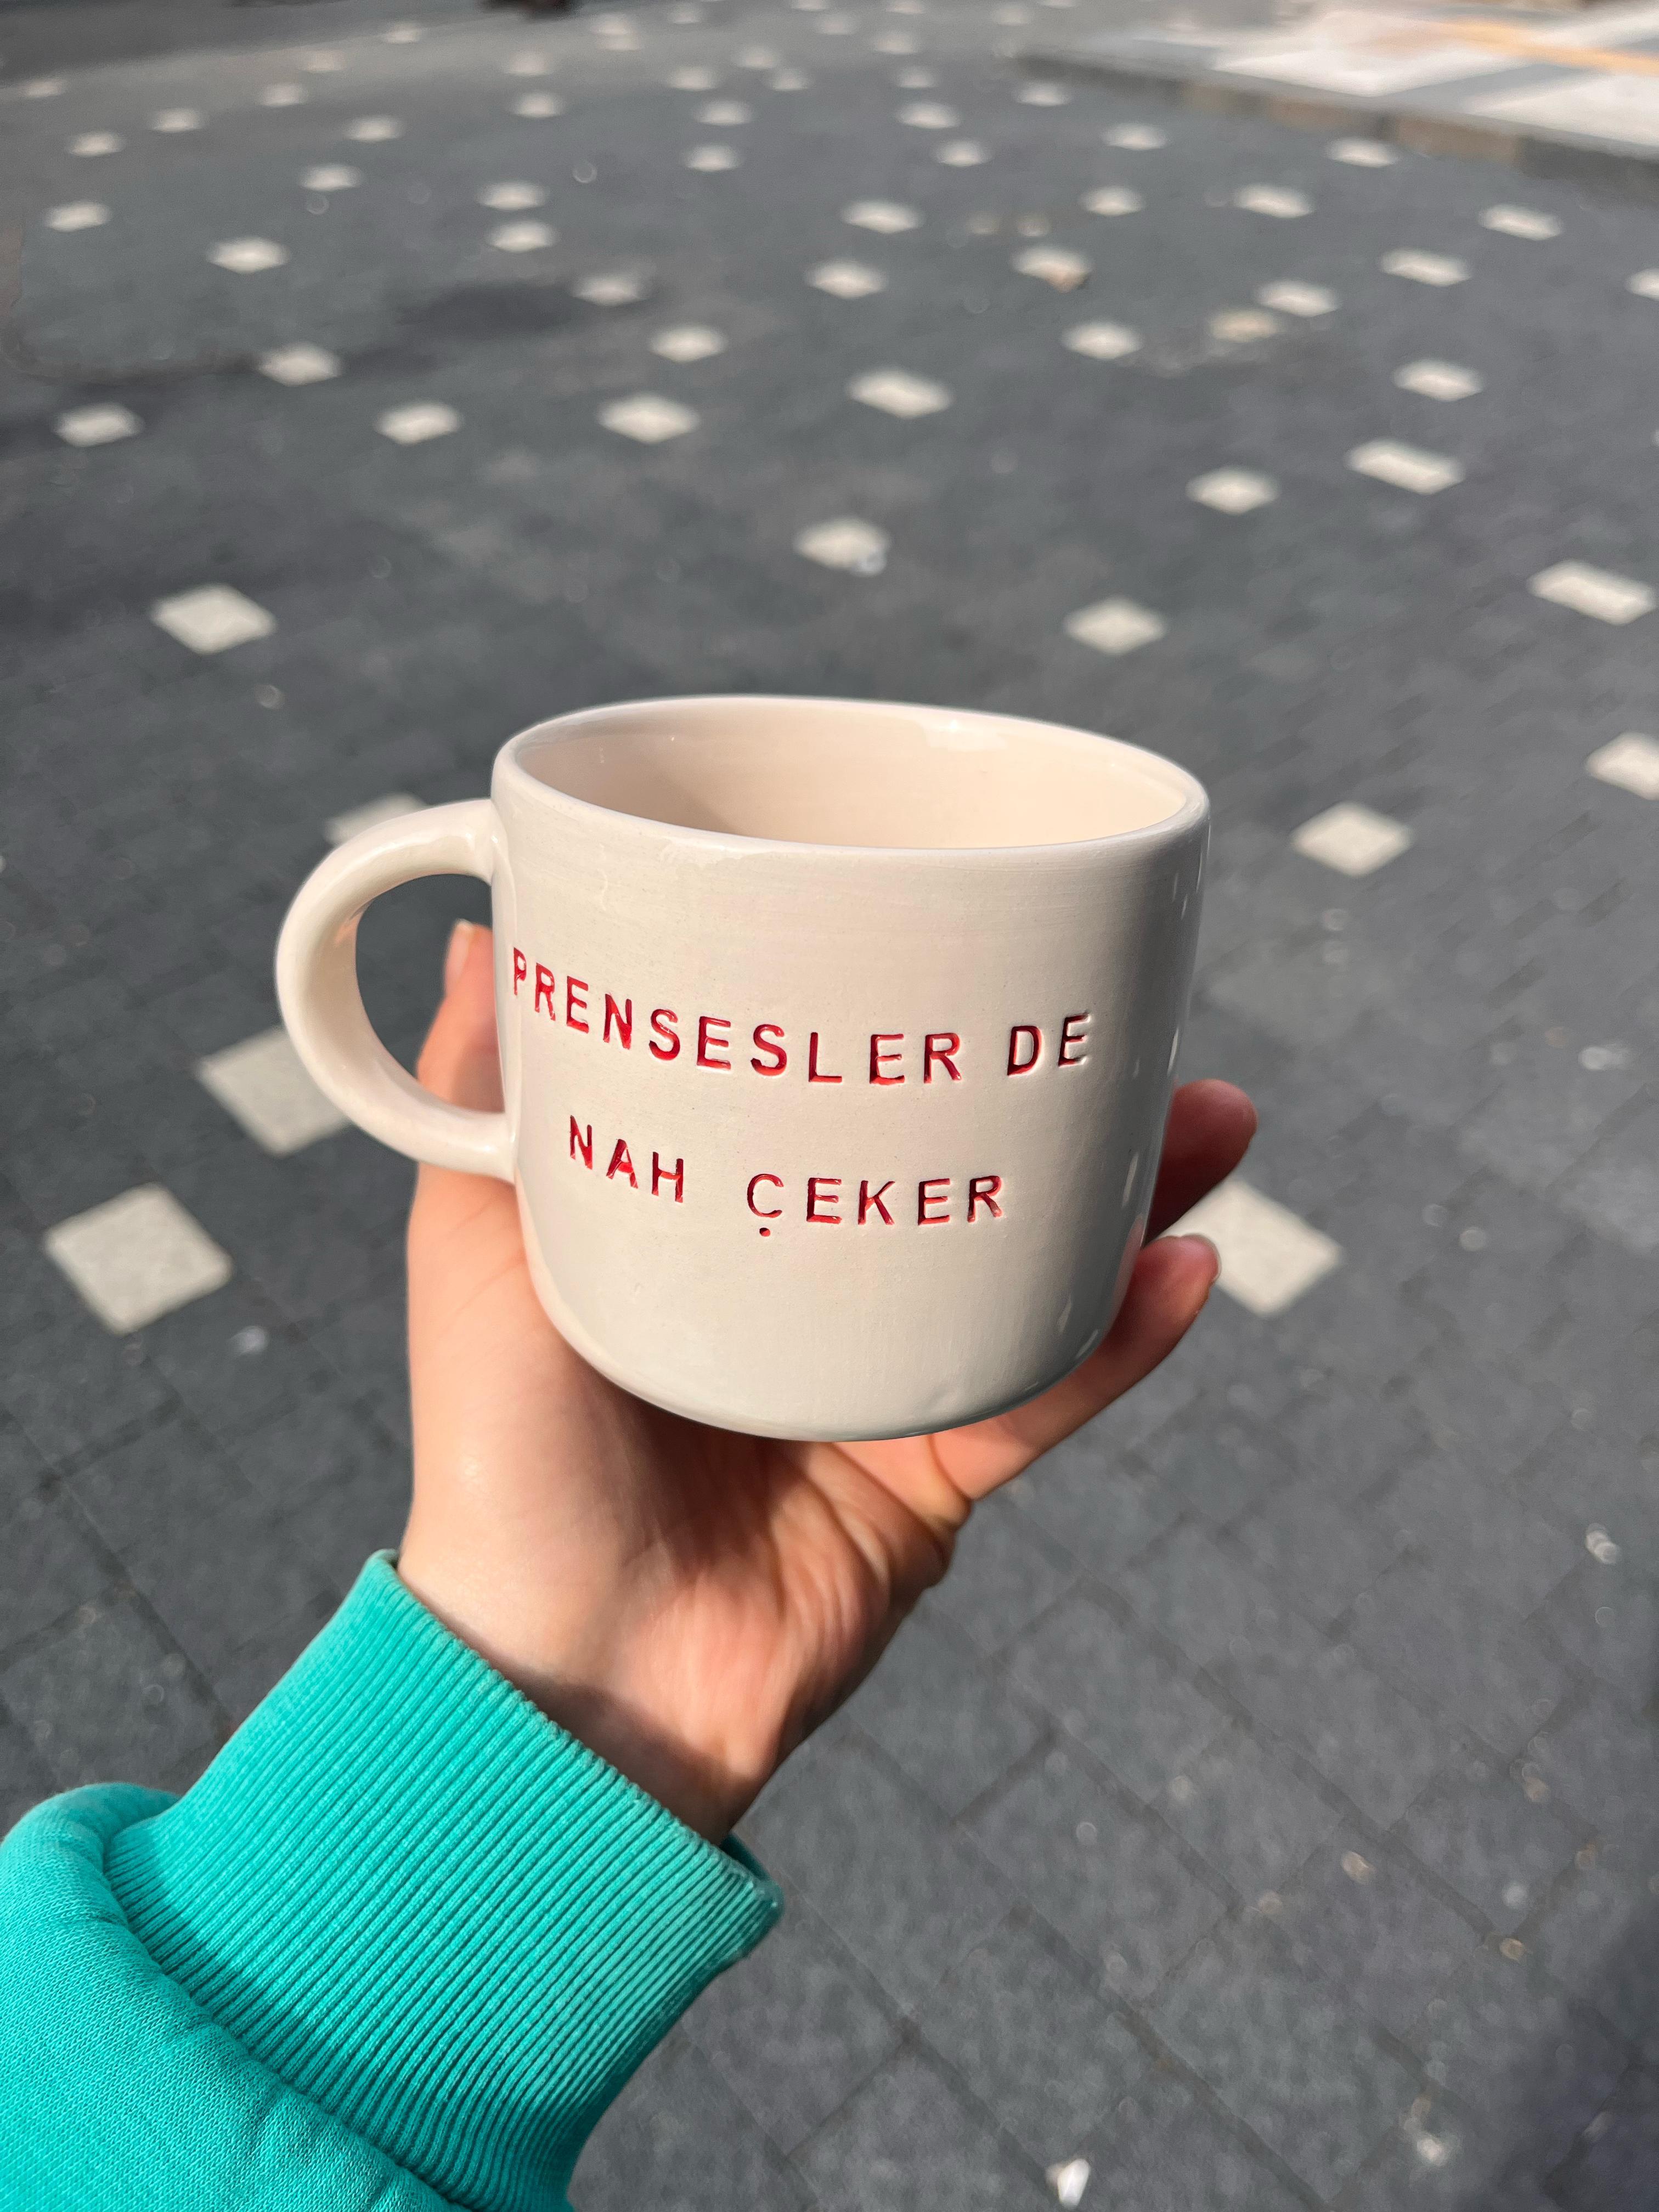 PRENSESLER DE
NAH ÇEKER